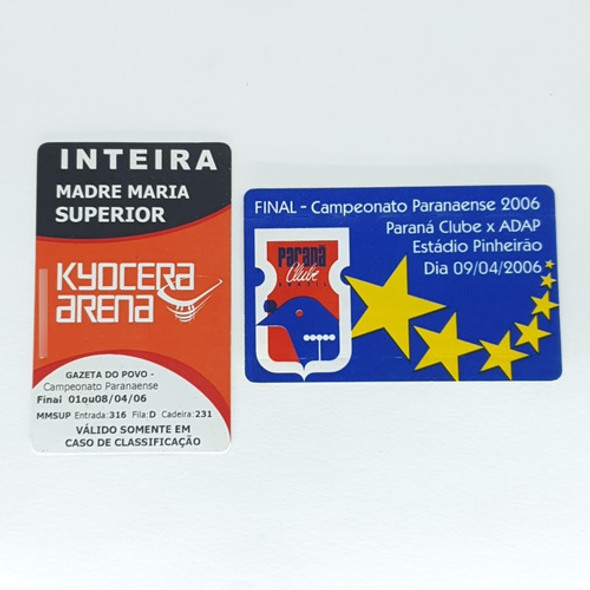 INTEIRA
MADRE MARIA
SUPERIOR
KYOCERA
ARENA
GAZETA DO POVO -
Campeonato Paranaense
Final 01ou08/04/06
MMSUP Entrada:316 Fila:D Cadeira:231
VÁLIDO SOMENTE EM
CASO DE CLASSIFICAÇÃO
FINAL - Campeonato Paranaense 2006
Paraná Clube x ADAP
Estádio Pinheirão
Dia 09/04/2006
Paraná
Clube
BRASIL